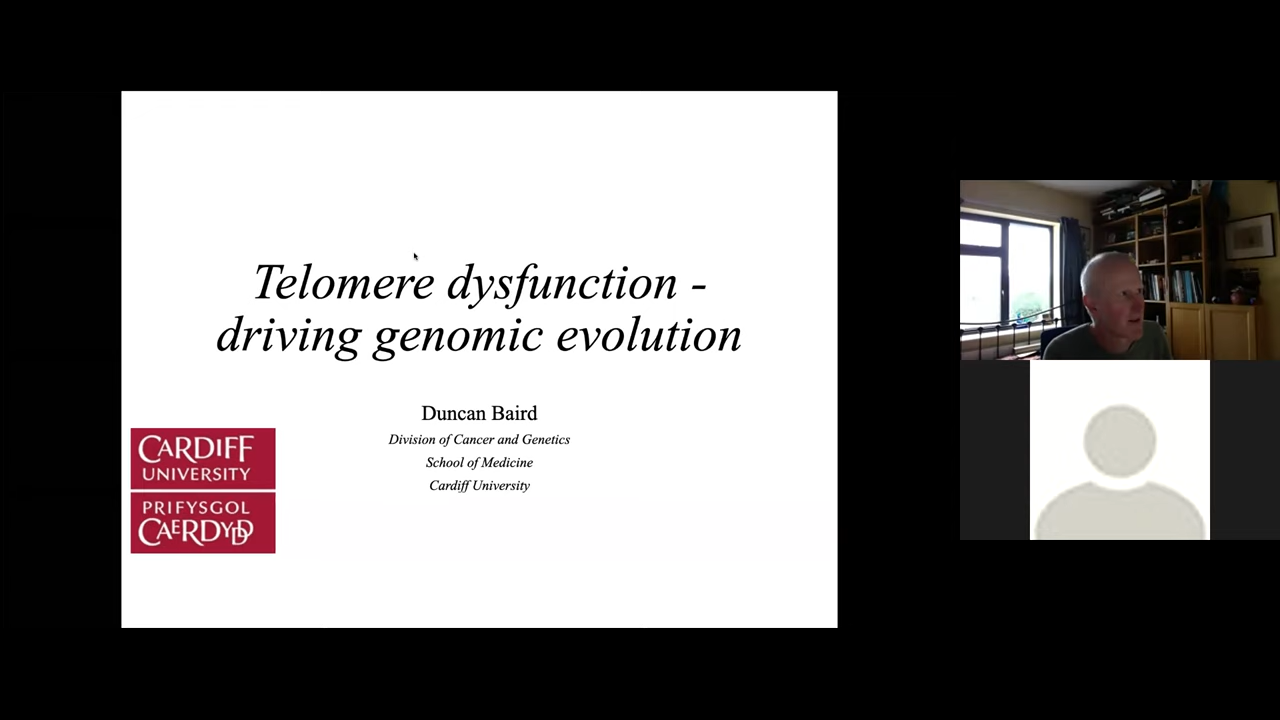 Telomere dysfunction -
driving genomic evolution
Duncan Baird
Division of Cancer and Genetics
School of Medicine
Cardiff University
CARDIFF
UNIVERSITY
PRIFYSGOL
CAERDYDD